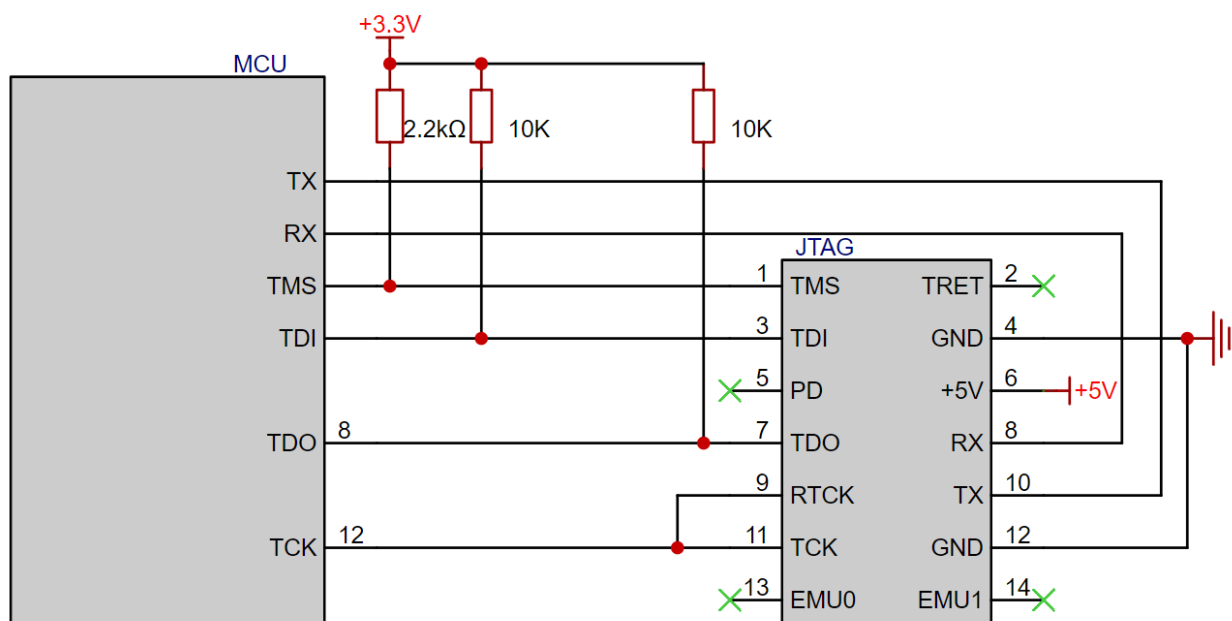 +3.3V
MCU
2.2kΩ 10K 10K
TX
RX
JTAG
TMS 1 TMS TRET 2
TDI 3 TDI GND 4
5 PD +5V 6 +5V
TDO 8 7 TDO RX 8
9 RTCK TX 10
TCK 12 11 TCK GND 12
13 EMU0 EMU1 14